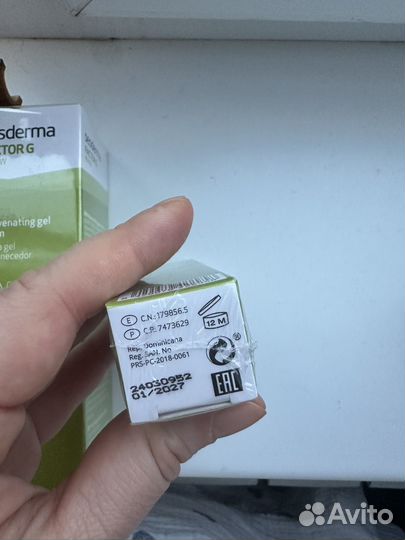 sderma
CTOR G
venating gel
a gel
necedor
E C.N.: 179856.5
P C.P.: 7473629
12 M
Rep. Dominicana
Reg. SAN. No
PRS-PC-2018-0061
24030952
01/2027
EAC
Avito